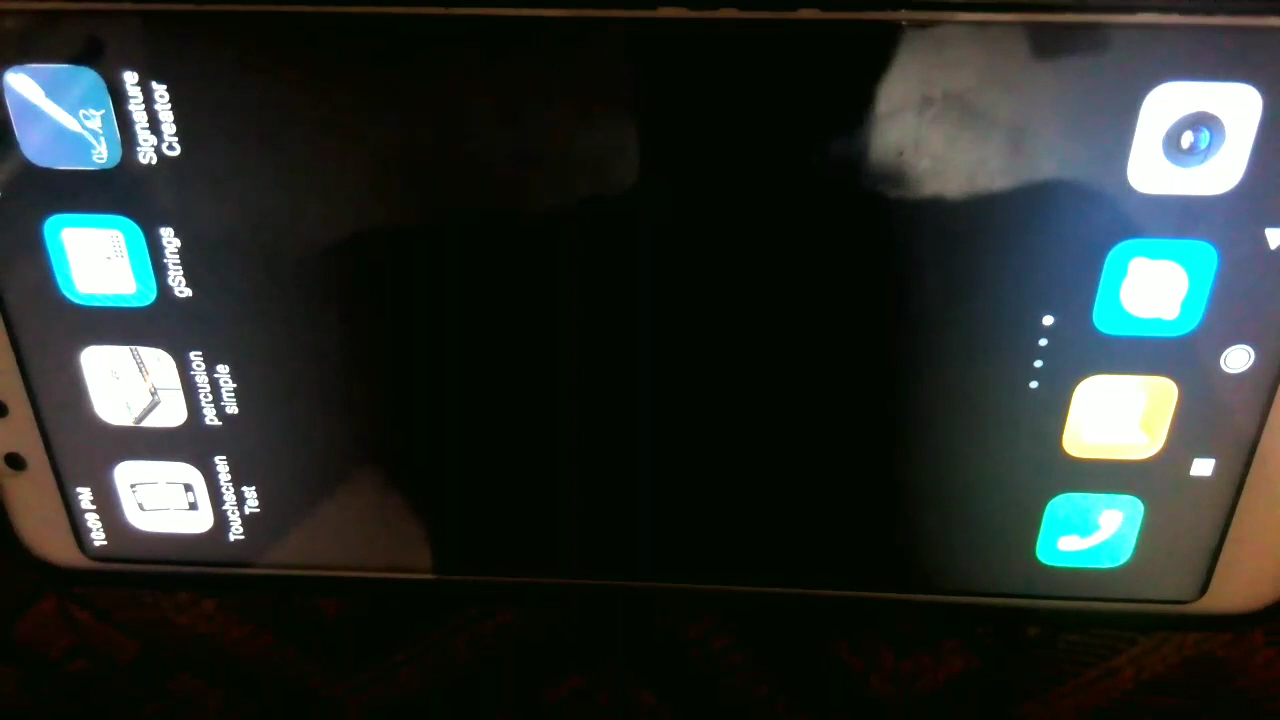 10:09 PM
Touchscreen
Test
percusion
simple
gStrings
Signature
Creator